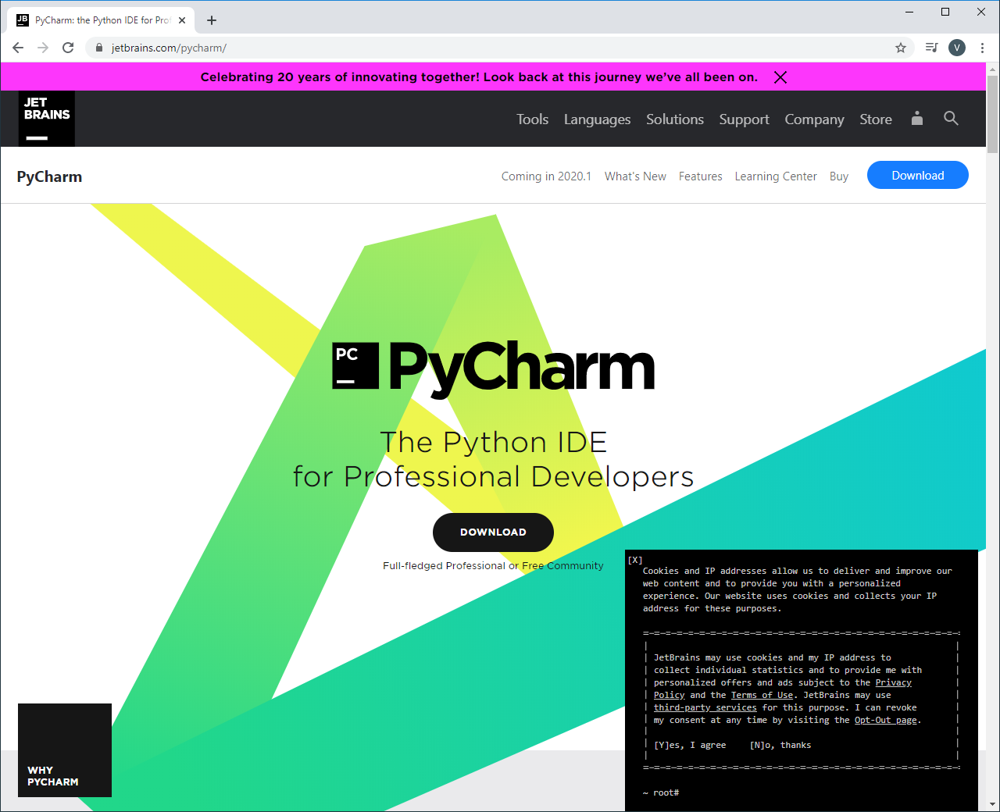 JB
PyCharm: the Python IDE for Prof
jetbrains.com/pycharm/
V
Celebrating 20 years of innovating together! Look back at this journey we've all been on.
JET
BRAINS
Tools Languages Solutions Support Company Store
PyCharm
Coming in 2020.1 What's New Features Learning Center Buy Download
PC
PyCharm
The Python IDE
for Professional Developers
DOWNLOAD
Full-fledged Professional or Free Community
[X]
Cookies and IP addresses allow us to deliver and improve our
web content and to provide you with a personalized
experience. Our website uses cookies and collects your IP
address for these purposes.
JetBrains may use cookies and my IP address to
collect individual statistics and to provide me with
personalized offers and ads subject to the Privacy
Policy and the Terms of Use. JetBrains may use
third-party services for this purpose. I can revoke
my consent at any time by visiting the Opt-Out page.
[Y]es, I agree [N]o, thanks
~ root#
WHY
PYCHARM